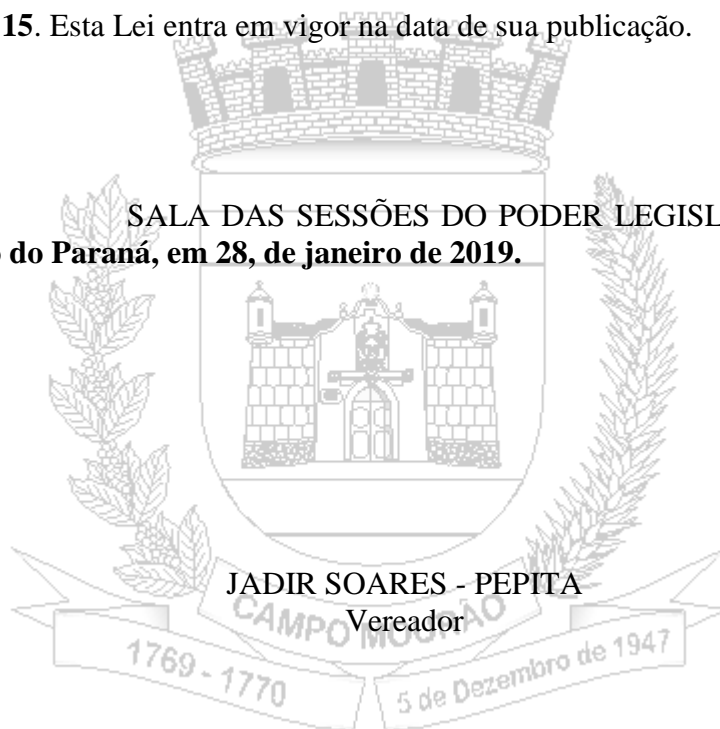 15. Esta Lei entra em vigor na data de sua publicação.
SALA DAS SESSÕES DO PODER LEGISL
do Paraná, em 28, de janeiro de 2019.
JADIR SOARES - PEPITA
Vereador
CAMPO MOURÃO
1769 - 1770
5 de Dezembro de 1947